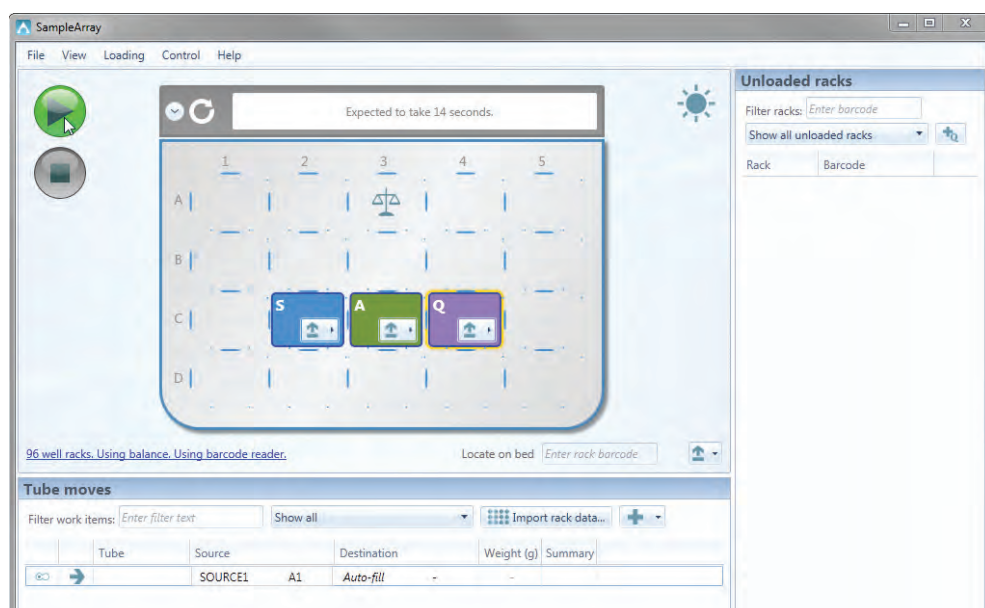 SampleArray
File View Loading Control Help
Expected to take 14 seconds.
1 2 3 4 5
A
B
C
S A Q
D
96 well racks. Using balance. Using barcode reader.
Locate on bed Enter rack barcode
Unloaded racks
Filter racks: Enter barcode
Show all unloaded racks
Q
Rack Barcode
Tube moves
Filter work items: Enter filter text Show all Import rack data...
Tube Source Destination Weight (g) Summary
SOURCE1 A1 Auto-fill - -